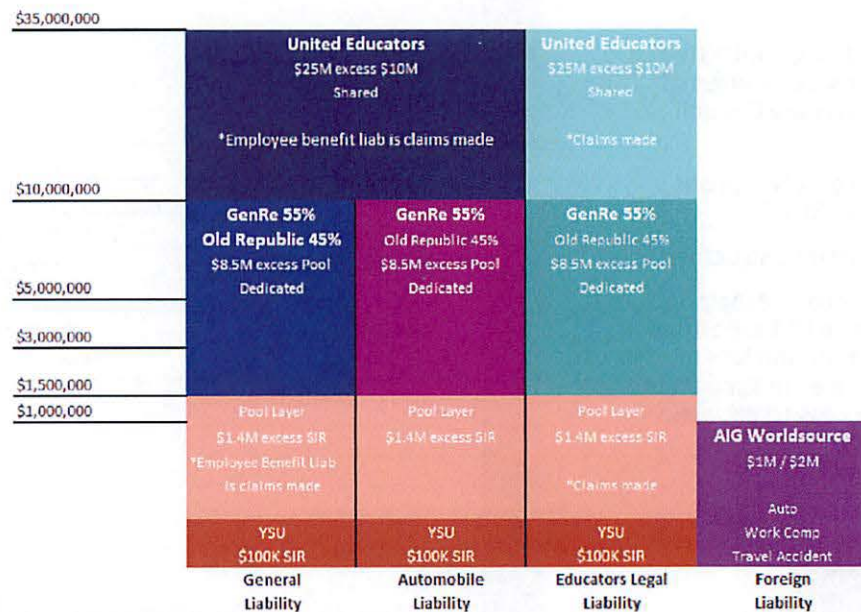 $35,000,000
United Educators
$25M excess $10M
Shared
*Employee benefit liab is claims made
United Educators
$25M excess $10M
Shared
*Claims made
$10,000,000
GenRe 55%
Old Republic 45%
$8.5M excess Pool
Dedicated
GenRe 55%
Old Republic 45%
$8.5M excess Pool
Dedicated
GenRe 55%
Old Republic 45%
$8.5M excess Pool
Dedicated
$5,000,000
$3,000,000
$1,500,000
$1,000,000
Pool Layer
$1.4M excess SIR
*Employee Benefit Liab
is claims made
Pool Layer
$1.4M excess SIR
Pool Layer
$1.4M excess SIR
*Claims made
AIG Worldsource
$1M / $2M
Auto
Work Comp
Travel Accident
YSU
$100K SIR
YSU
$100K SIR
YSU
$100K SIR
General
Liability
Automobile
Liability
Educators Legal
Liability
Foreign
Liability